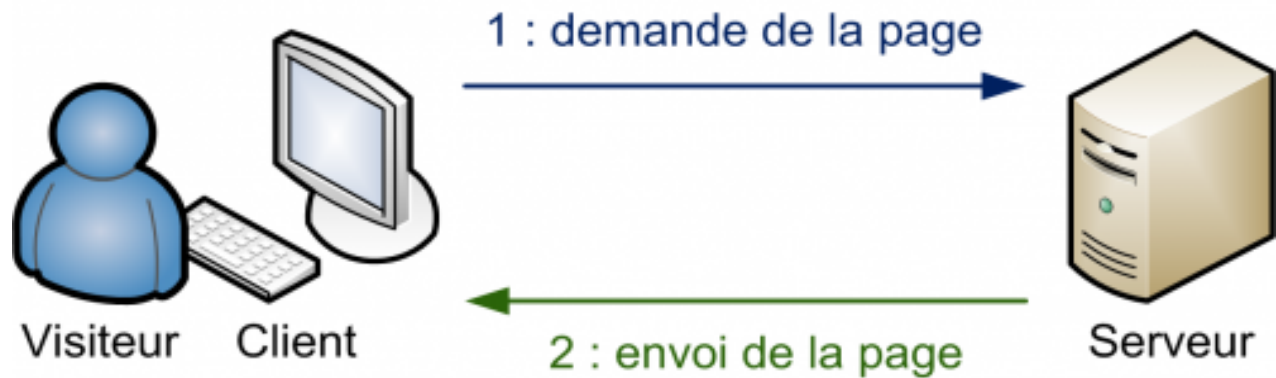 1 : demande de la page
2 : envoi de la page
Visiteur
Client
Serveur